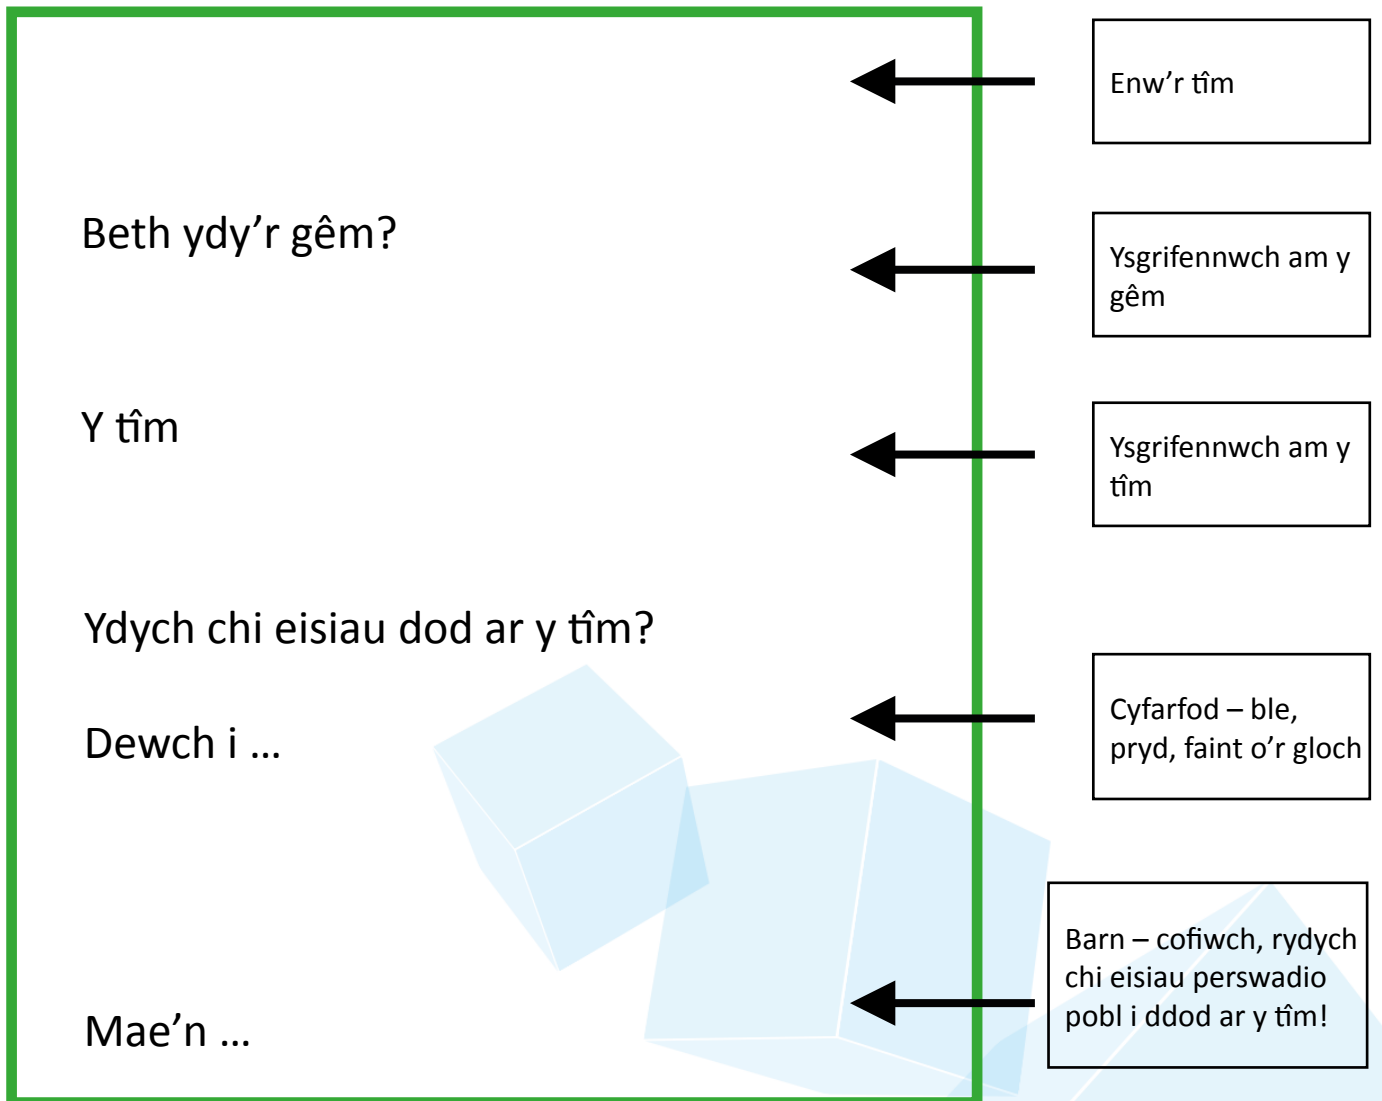 Enw’r tîm
Beth ydy’r gêm?
Ysgrifennwch am y
gêm
Y tîm
Ysgrifennwch am y
tîm
Ydych chi eisiau dod ar y tîm?
Dewch i ...
Cyfarfod – ble,
pryd, faint o’r gloch
Mae’n ...
Barn – cofiwch, rydych
chi eisiau perswadio
pobl i ddod ar y tîm!